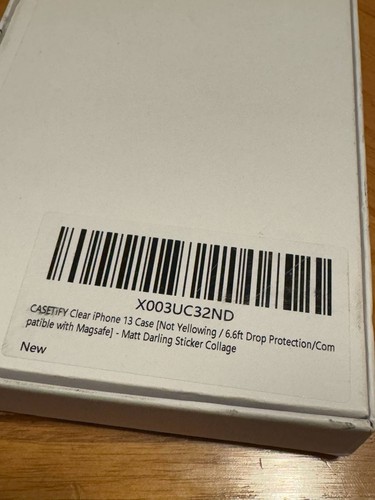 X003UC32ND
CASETiFY Clear iPhone 13 Case [Not Yellowing / 6.6ft Drop Protection/Com
patible with Magsafe] - Matt Darling Sticker Collage
New